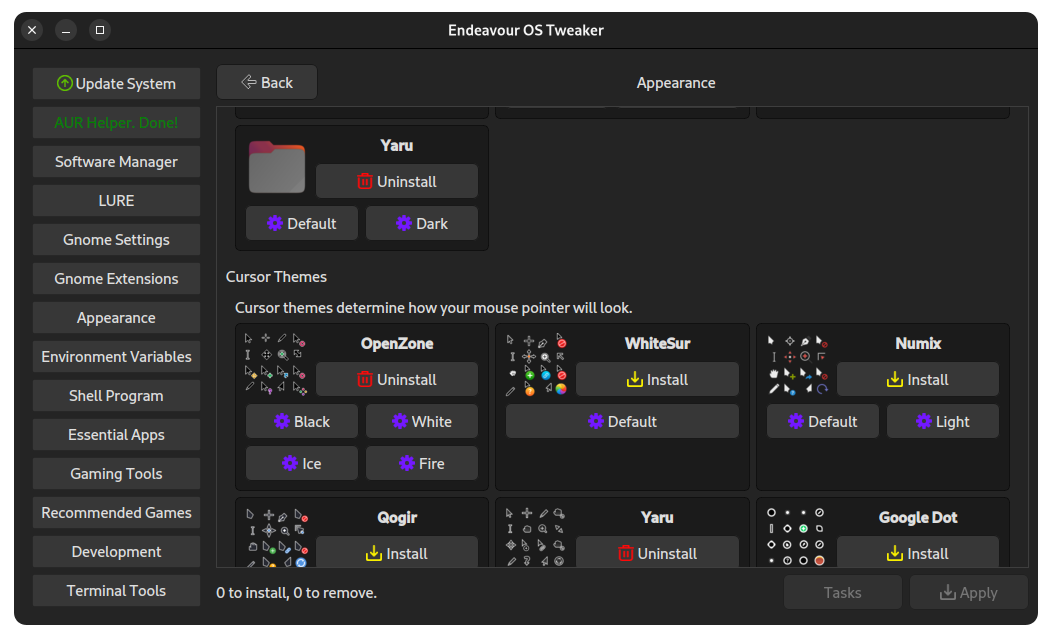 Endeavour OS Tweaker
Update System
AUR Helper. Done!
Software Manager
LURE
Gnome Settings
Gnome Extensions
Appearance
Environment Variables
Shell Program
Essential Apps
Gaming Tools
Recommended Games
Development
Terminal Tools
Back
Appearance
Yaru
Uninstall
Default Dark
Cursor Themes
Cursor themes determine how your mouse pointer will look.
OpenZone
Uninstall
Black White
Ice Fire
WhiteSur
Install
Default
Numix
Install
Default Light
Qogir
Install
Yaru
Uninstall
Google Dot
Install
0 to install, 0 to remove.
Tasks
Apply